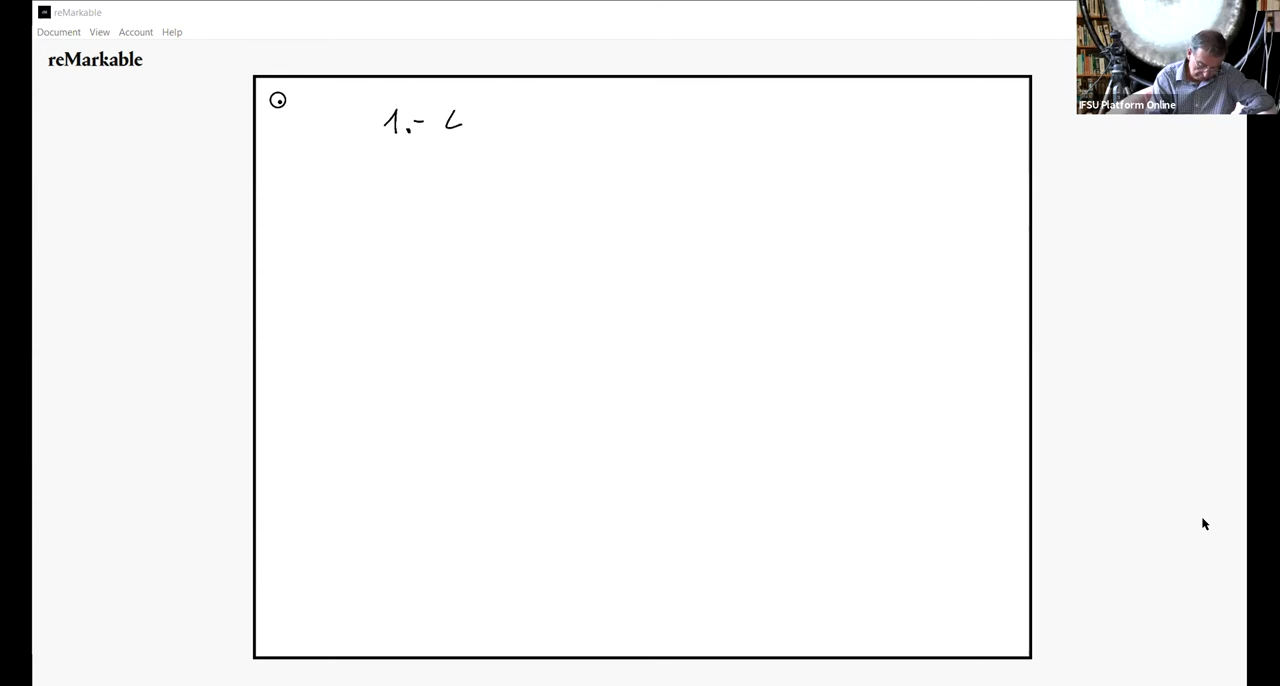 reMarkable
Document View Account Help
reMarkable
IFSU Platform Online
1.- L